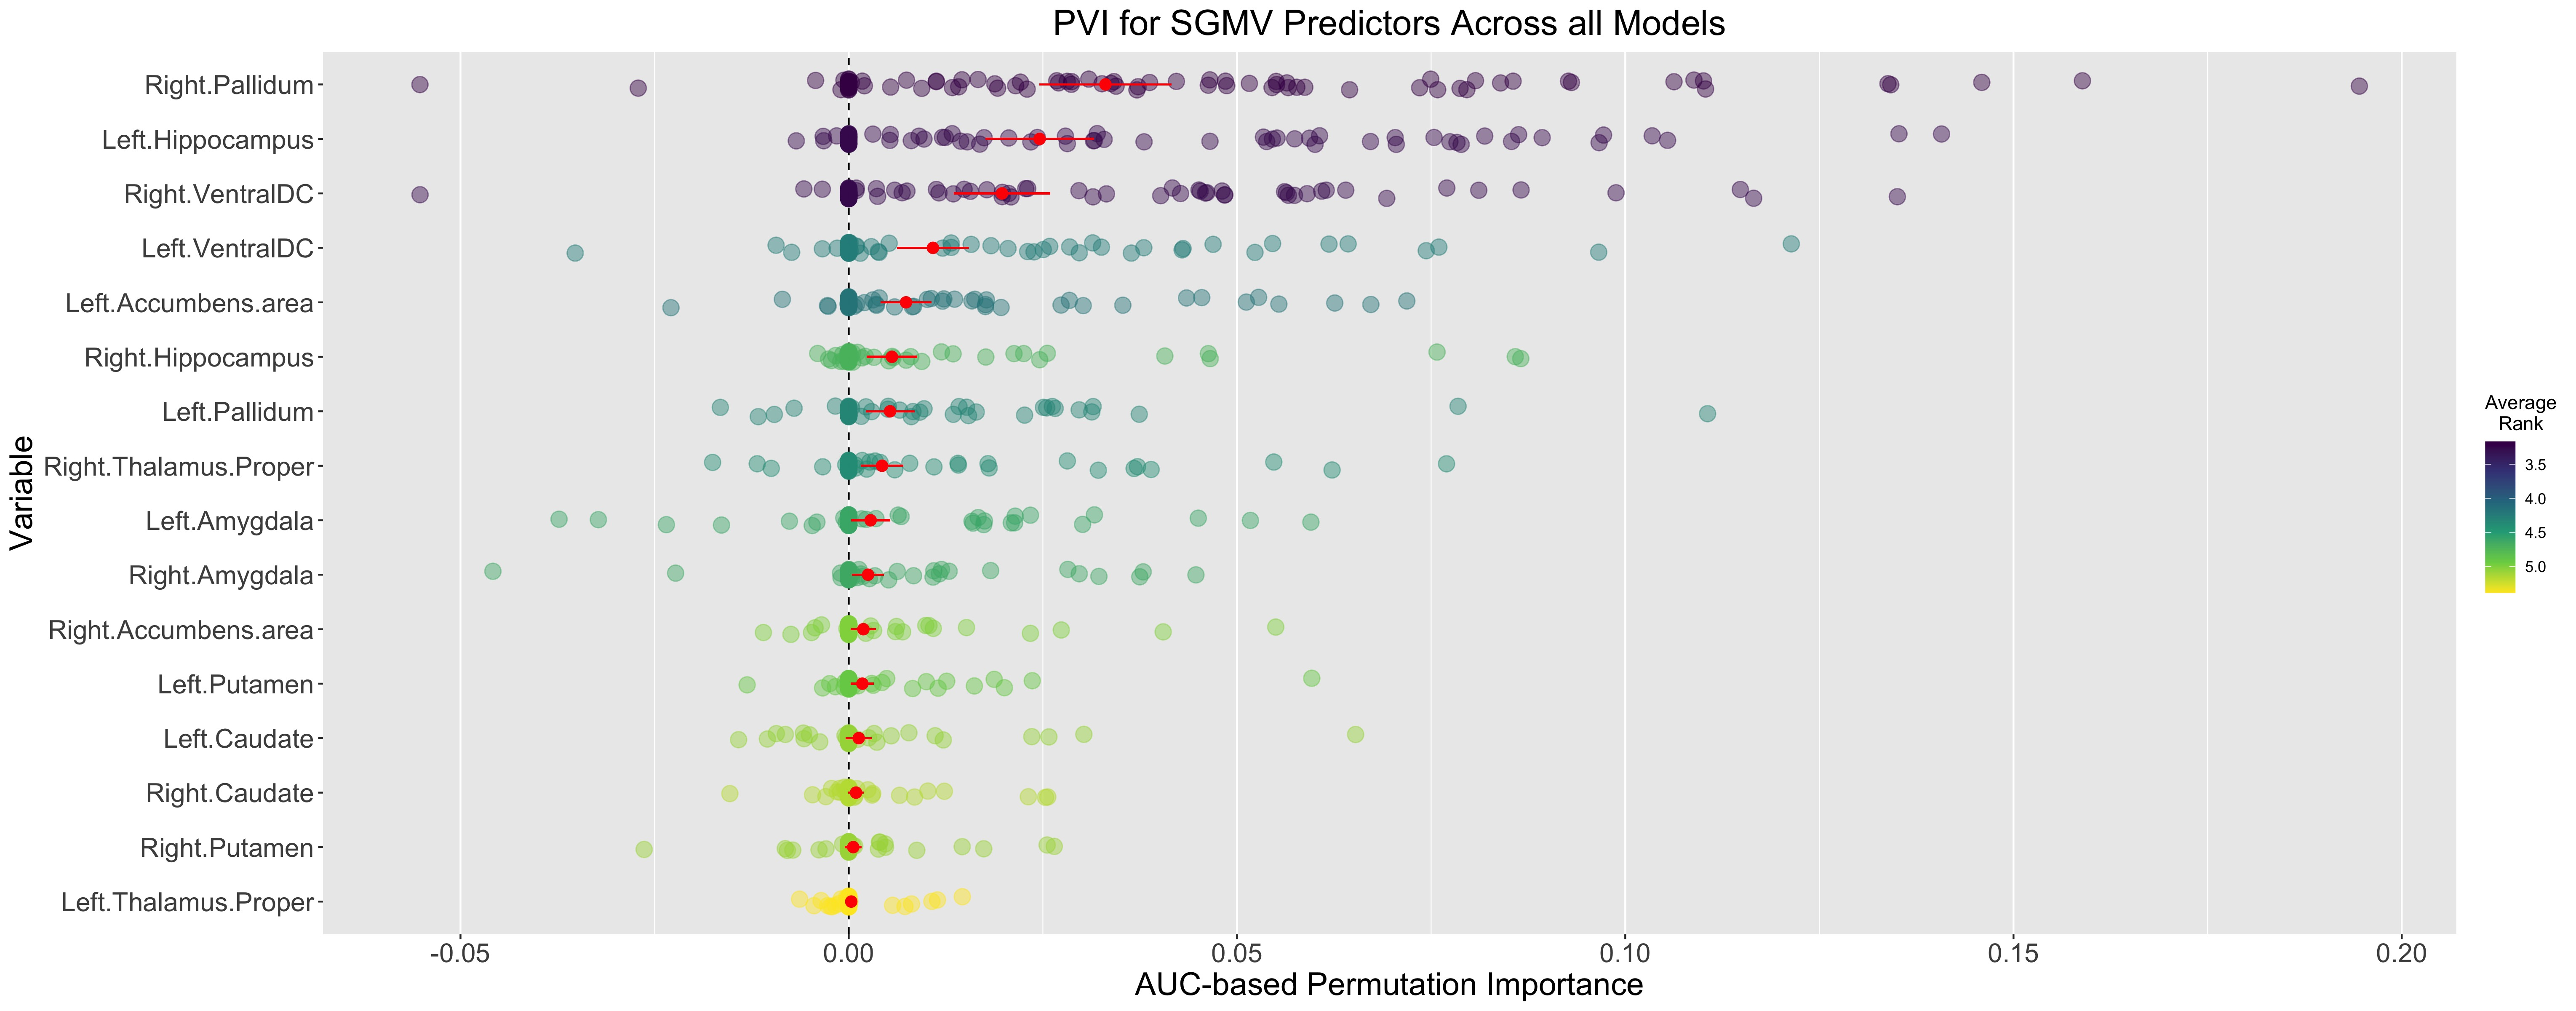 PVI for SGMV Predictors Across all Models
Variable
Right.Pallidum
Left.Hippocampus
Right.VentralDC
Left.VentralDC
Left.Accumbens.area
Right.Hippocampus
Left.Pallidum
Right.Thalamus.Proper
Left.Amygdala
Right.Amygdala
Right.Accumbens.area
Left.Putamen
Left.Caudate
Right.Caudate
Right.Putamen
Left.Thalamus.Proper
-0.05 0.00 0.05 0.10 0.15 0.20
AUC-based Permutation Importance
Average
Rank
3.5
4.0
4.5
5.0